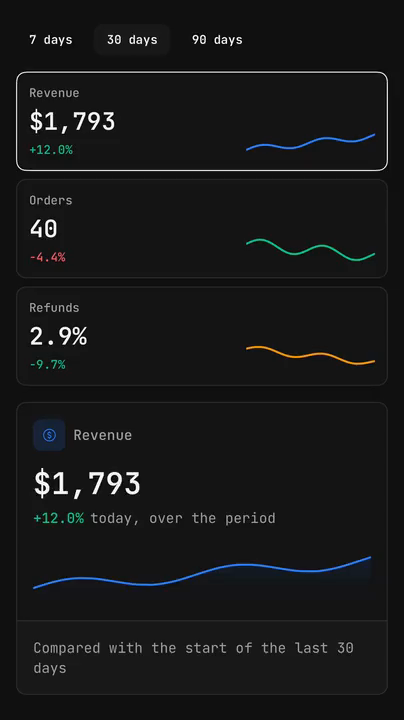 7 days 30 days 90 days
Revenue
$1,793
+12.0%
Orders
40
-4.4%
Refunds
2.9%
-9.7%
Revenue
$1,793
+12.0% today, over the period
Compared with the start of the last 30
days